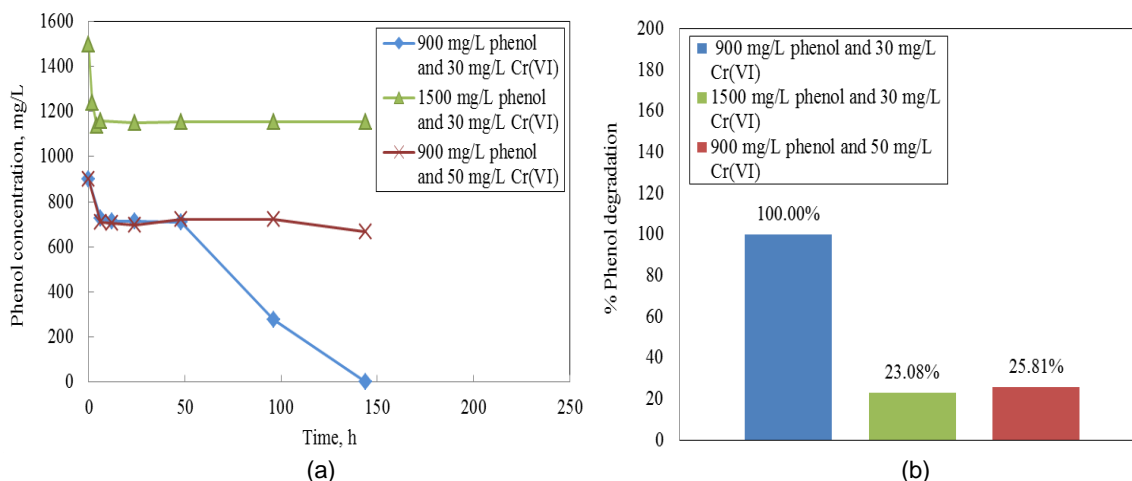 1600
1400
1200
1000
800
600
400
200
0
Phenol concentration, mg/L
0
50
100
150
200
250
Time, h
900 mg/L phenol
and 30 mg/L Cr(VI)
1500 mg/L phenol
and 30 mg/L Cr(VI)
900 mg/L phenol
and 50 mg/L Cr(VI)
(a)
200
180
160
140
120
100
80
60
40
20
0
% Phenol degradation
900 mg/L phenol and 30 mg/L
Cr(VI)
1500 mg/L phenol and 30 mg/L
Cr(VI)
900 mg/L phenol and 50 mg/L
Cr(VI)
100.00%
23.08%
25.81%
(b)